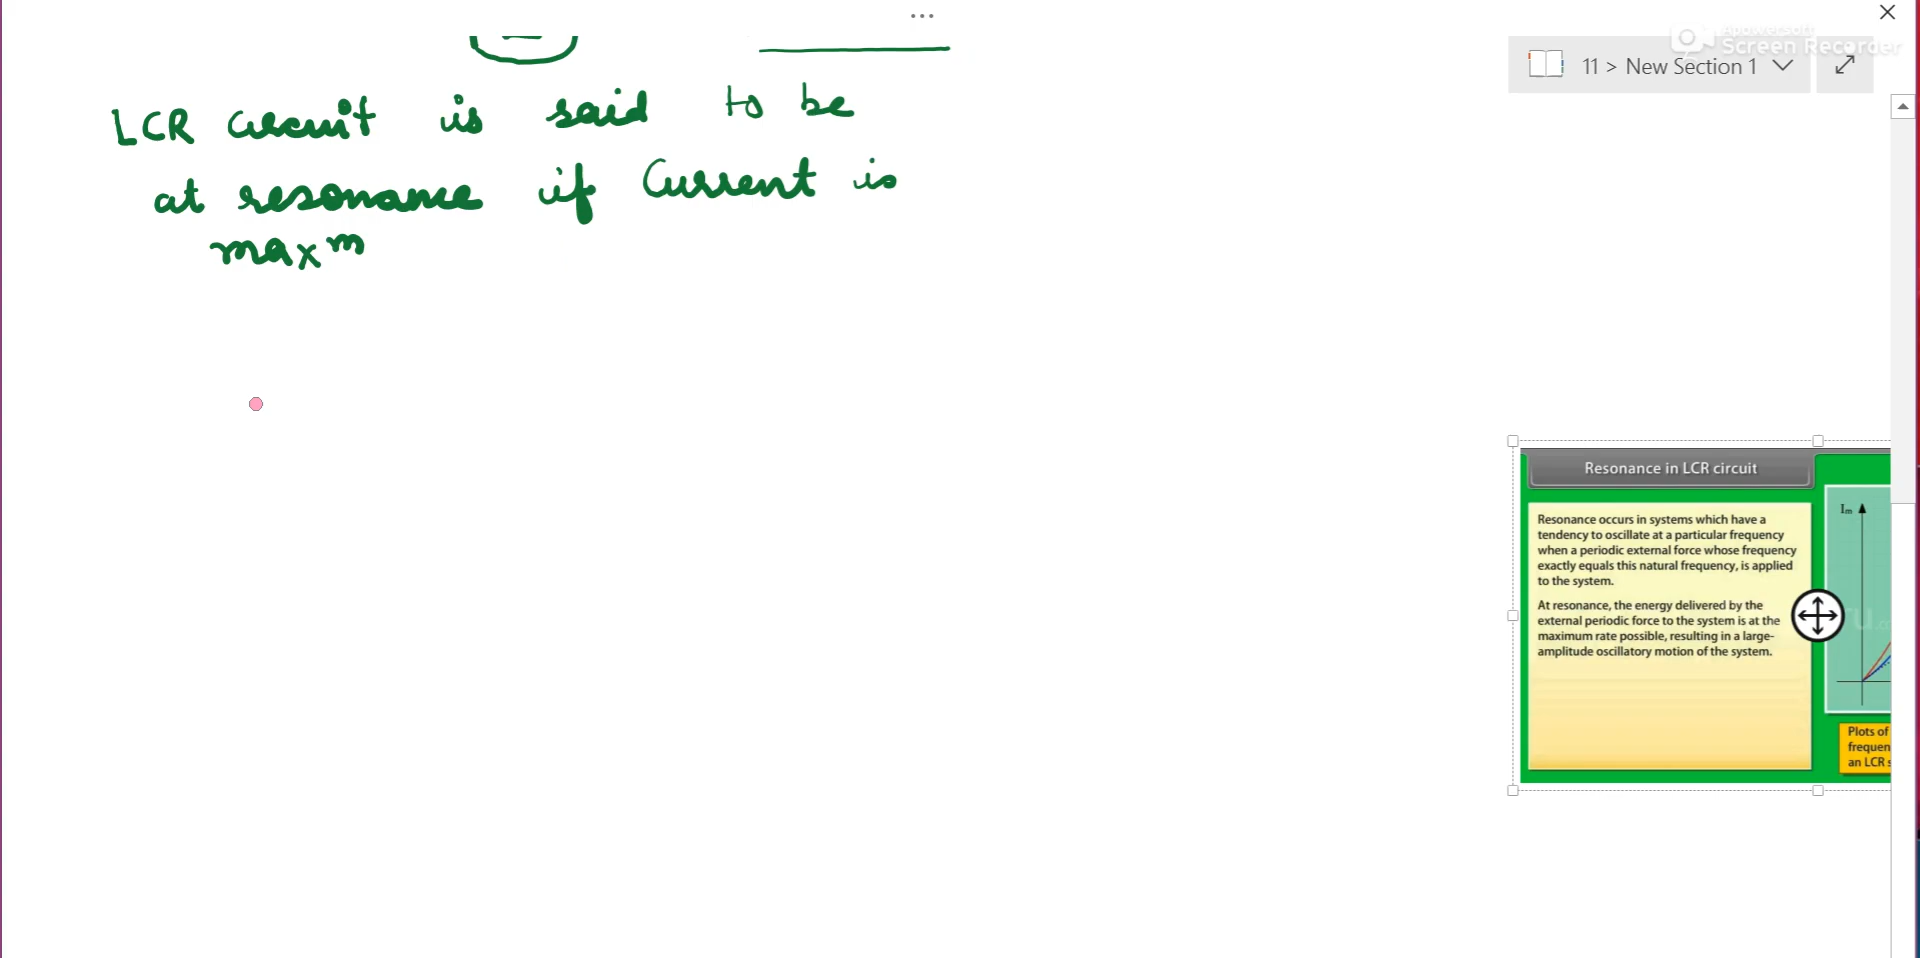 Apowersoft
Screen Recorder
11 > New Section 1
LCR circuit is said to be
at resonance if Current is
maxᵐ
Resonance in LCR circuit
Resonance occurs in systems which have a
tendency to oscillate at a particular frequency
when a periodic external force whose frequency
exactly equals this natural frequency, is applied
to the system.
At resonance, the energy delivered by the
external periodic force to the system is at the
maximum rate possible, resulting in a large-
amplitude oscillatory motion of the system.
Iₘ
Plots of
frequen
an LCR s